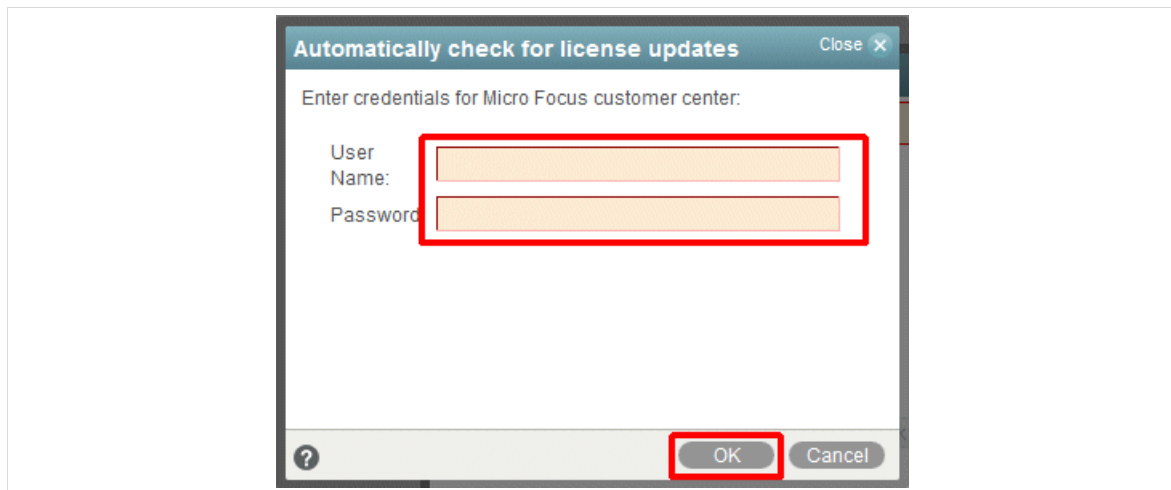 Automatically check for license updates Close
Enter credentials for Micro Focus customer center:
User
Name:
Password
OK Cancel